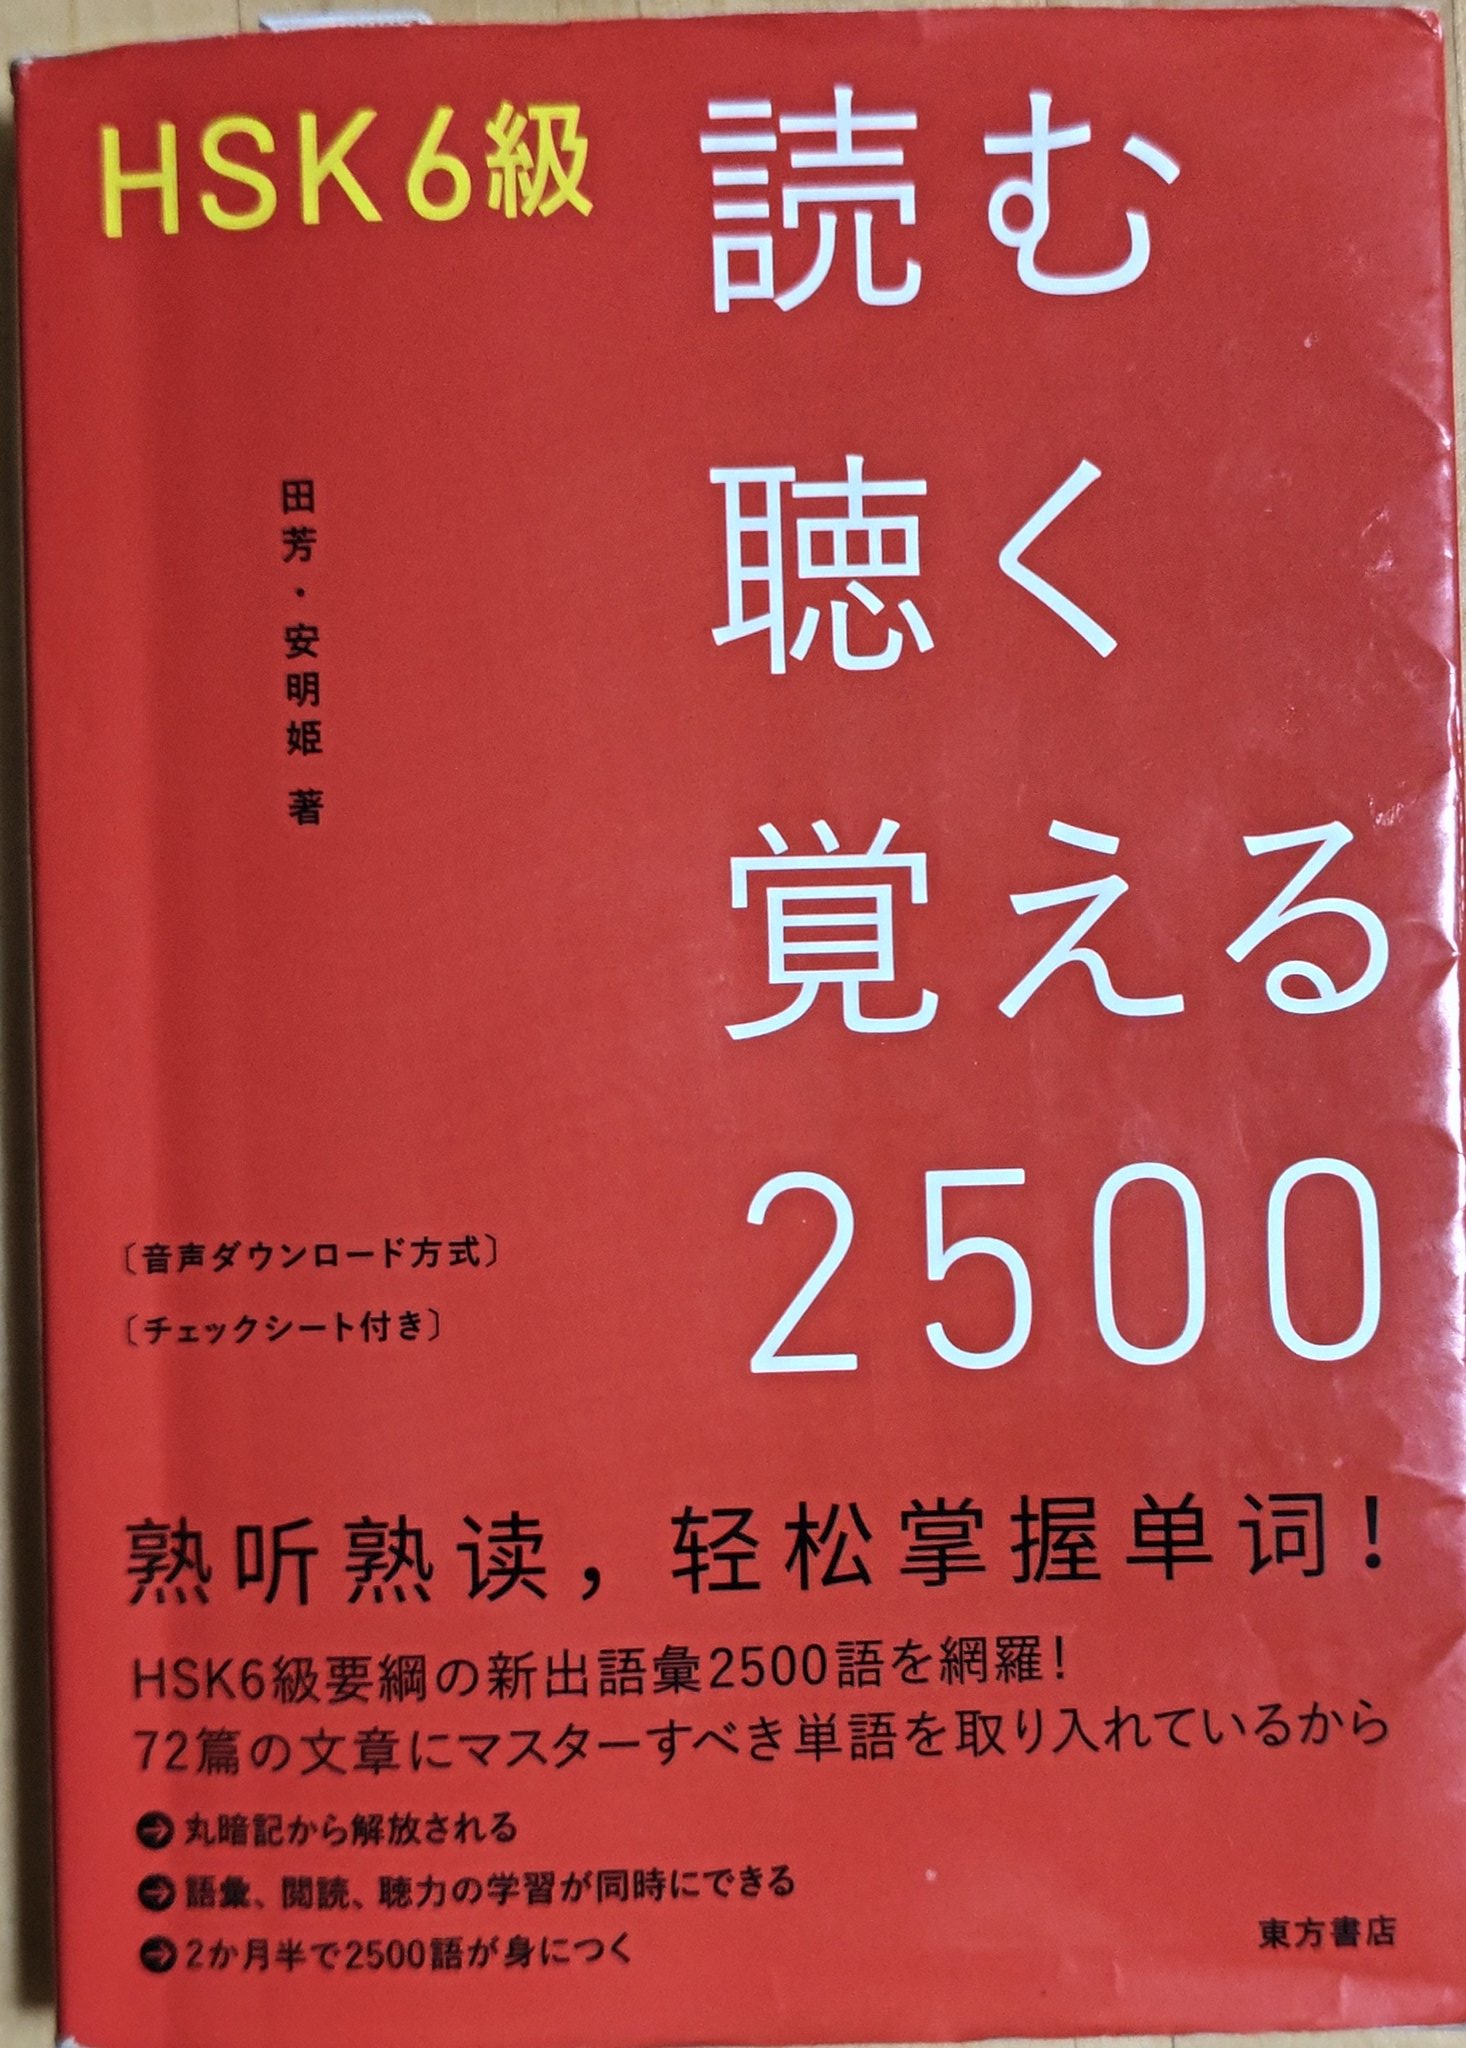 HSK6級
読む
聴く
覚える
2500
田芳・安明姫 著
〔音声ダウンロード方式〕
〔チェックシート付き〕
熟听熟读，轻松掌握单词！
HSK6級要綱の新出語彙2500語を網羅！
72篇の文章にマスターすべき単語を取り入れているから
丸暗記から解放される
語彙、閲読、聴力の学習が同時にできる
2か月半で2500語が身につく
東方書店